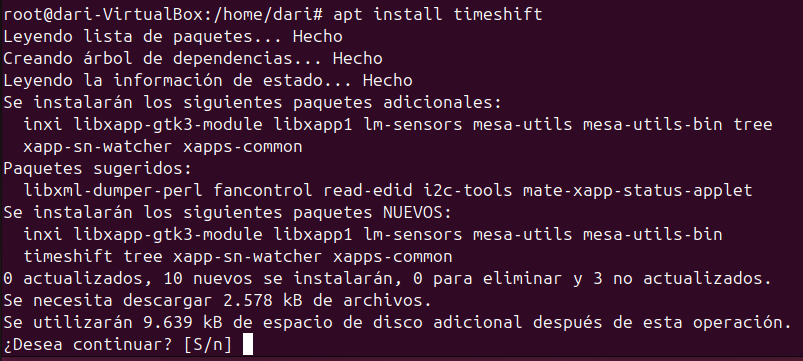 root@dari-VirtualBox:/home/dari# apt install timeshift
Leyendo lista de paquetes... Hecho
Creando árbol de dependencias... Hecho
Leyendo la información de estado... Hecho
Se instalarán los siguientes paquetes adicionales:
  inxi libxapp-gtk3-module libxapp1 lm-sensors mesa-utils mesa-utils-bin tree
  xapp-sn-watcher xapps-common
Paquetes sugeridos:
  libxml-dumper-perl fancontrol read-edid i2c-tools mate-xapp-status-applet
Se instalarán los siguientes paquetes NUEVOS:
  inxi libxapp-gtk3-module libxapp1 lm-sensors mesa-utils mesa-utils-bin
  timeshift tree xapp-sn-watcher xapps-common
0 actualizados, 10 nuevos se instalarán, 0 para eliminar y 3 no actualizados.
Se necesita descargar 2.578 kB de archivos.
Se utilizarán 9.639 kB de espacio de disco adicional después de esta operación.
¿Desea continuar? [S/n]